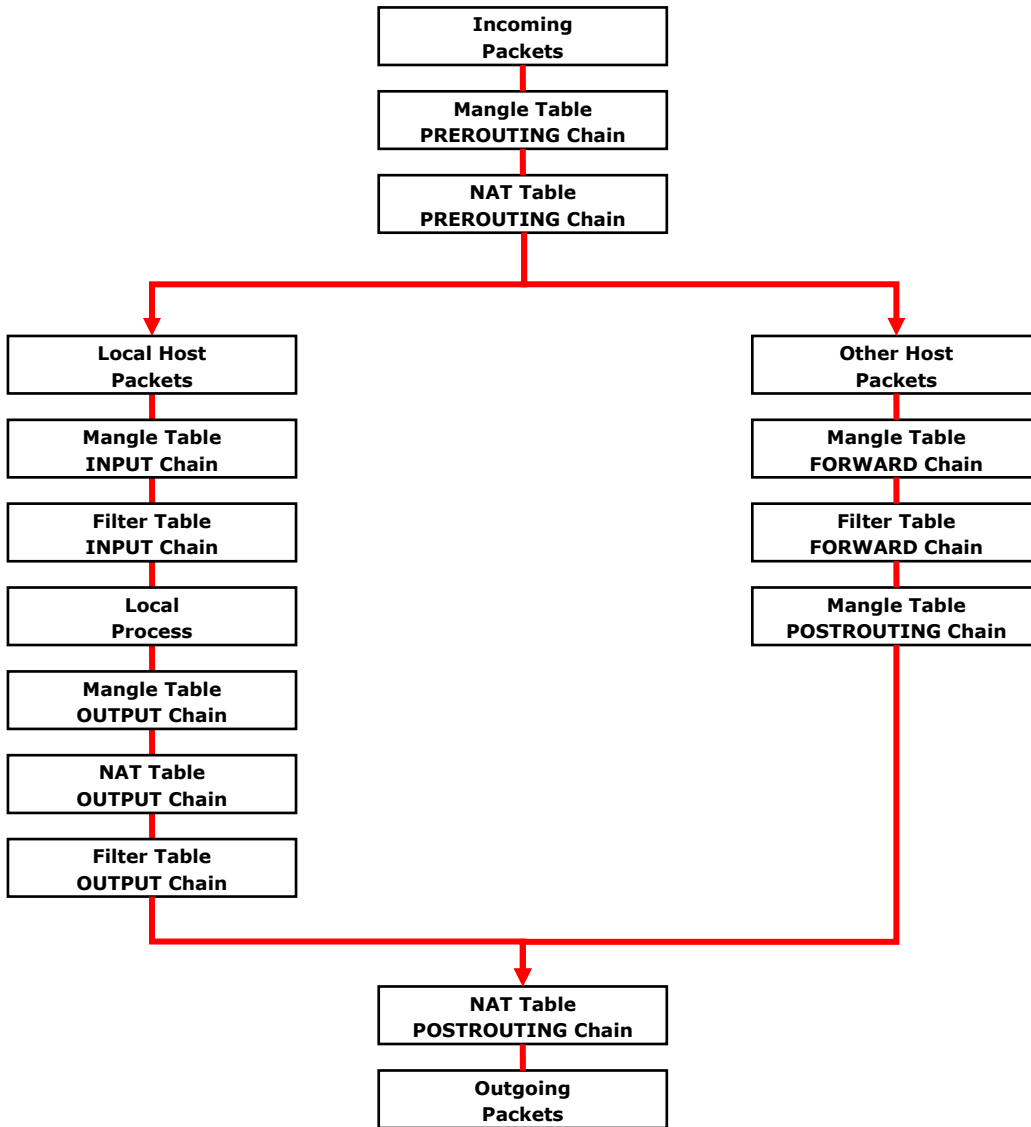 Incoming
Packets
Mangle Table
PREROUTING Chain
NAT Table
PREROUTING Chain
Local Host
Packets
Mangle Table
INPUT Chain
Filter Table
INPUT Chain
Local
Process
Mangle Table
OUTPUT Chain
NAT Table
OUTPUT Chain
Filter Table
OUTPUT Chain
Other Host
Packets
Mangle Table
FORWARD Chain
Filter Table
FORWARD Chain
Mangle Table
POSTROUTING Chain
NAT Table
POSTROUTING Chain
Outgoing
Packets